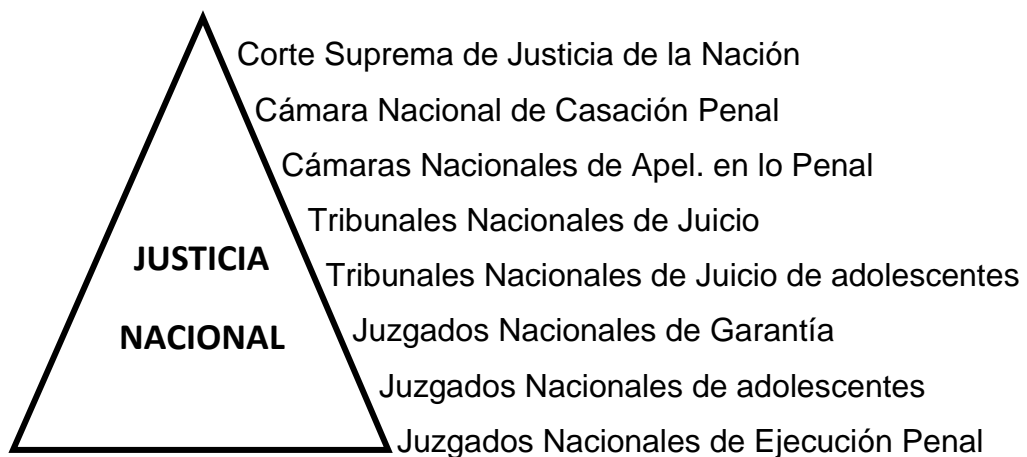 Corte Suprema de Justicia de la Nación
Cámara Nacional de Casación Penal
Cámaras Nacionales de Apel. en lo Penal
Tribunales Nacionales de Juicio
JUSTICIA
Tribunales Nacionales de Juicio de adolescentes
NACIONAL
Juzgados Nacionales de Garantía
Juzgados Nacionales de adolescentes
Juzgados Nacionales de Ejecución Penal